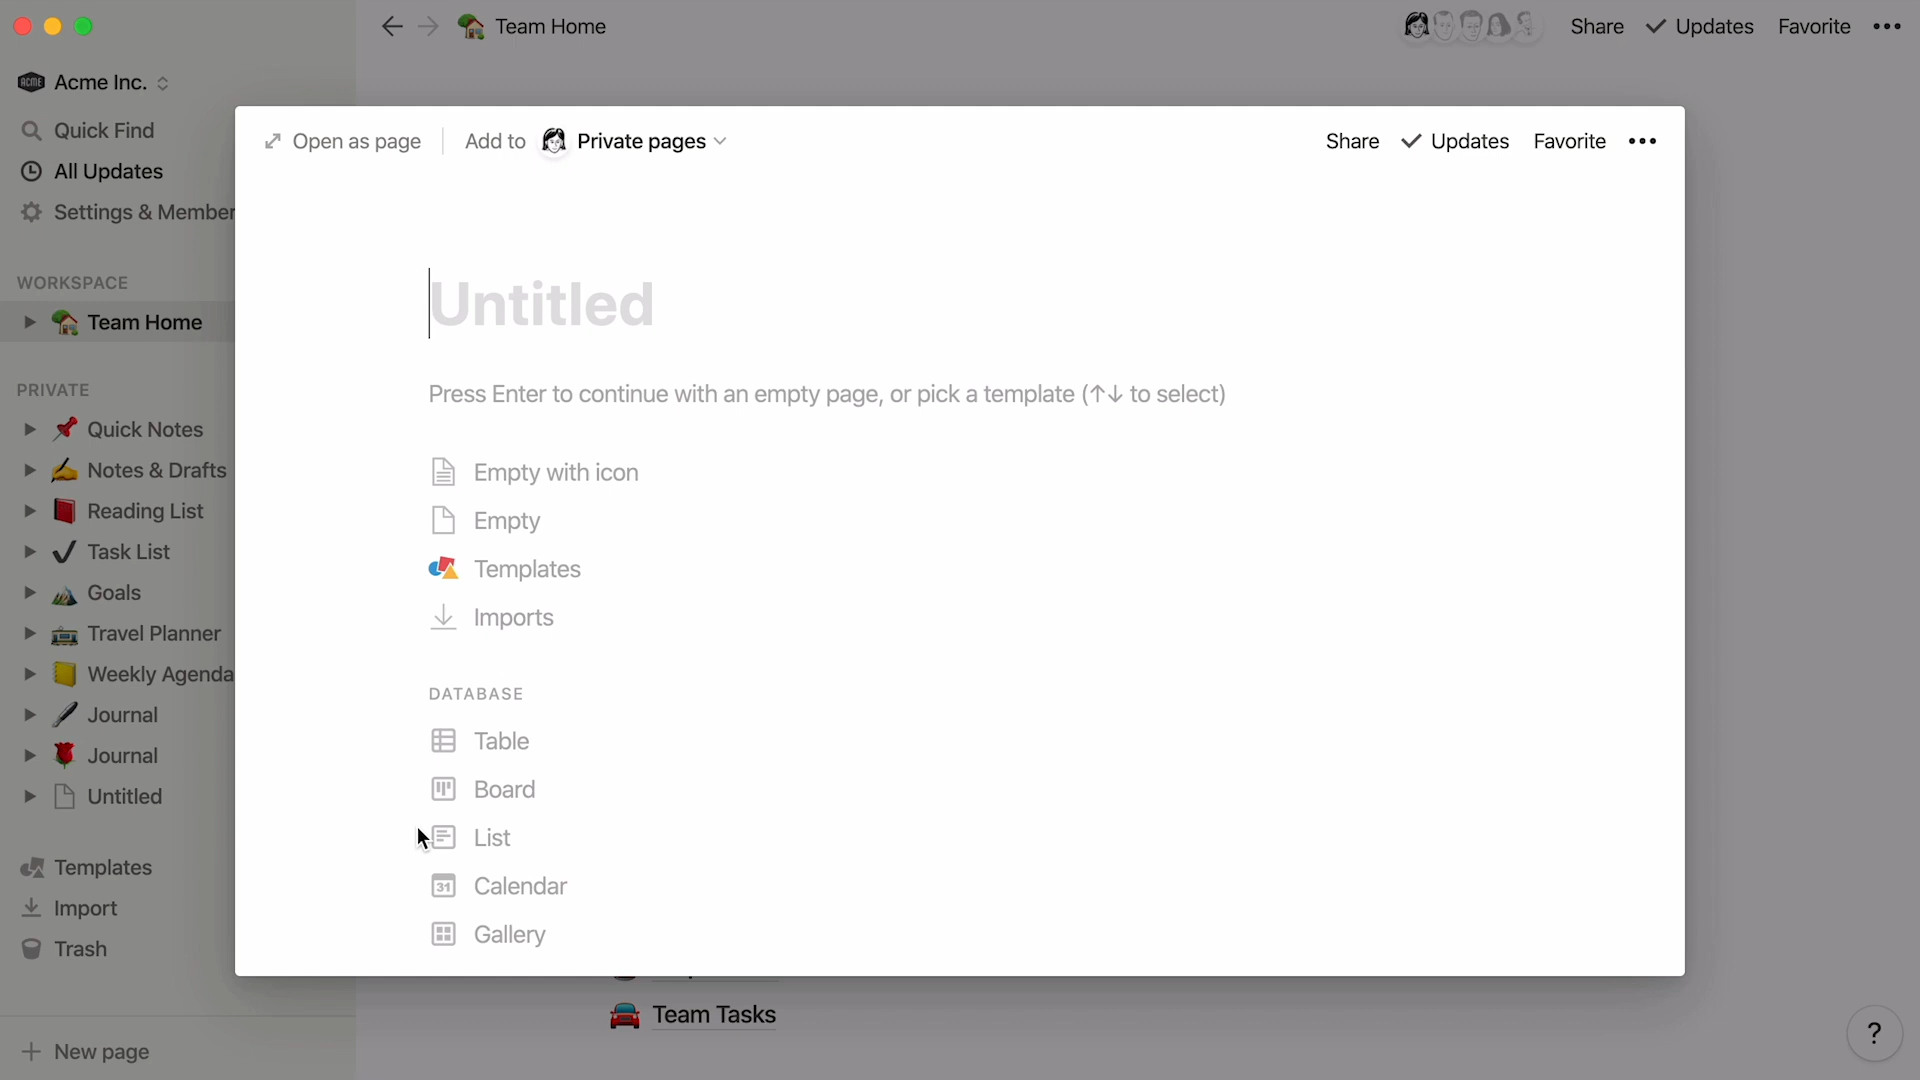 Team Home
Share
Updates
Favorite
ACME
Acme Inc.
Quick Find
All Updates
Settings & Member
WORKSPACE
Team Home
PRIVATE
Quick Notes
Notes & Drafts
Reading List
Task List
Goals
Travel Planner
Weekly Agenda
Journal
Journal
Untitled
Templates
Import
Trash
New page
Open as page
Add to
Private pages
Share
Updates
Favorite
Untitled
Press Enter to continue with an empty page, or pick a template (↑↓ to select)
Empty with icon
Empty
Templates
Imports
DATABASE
Table
Board
List
31 Calendar
Gallery
Team Tasks
?